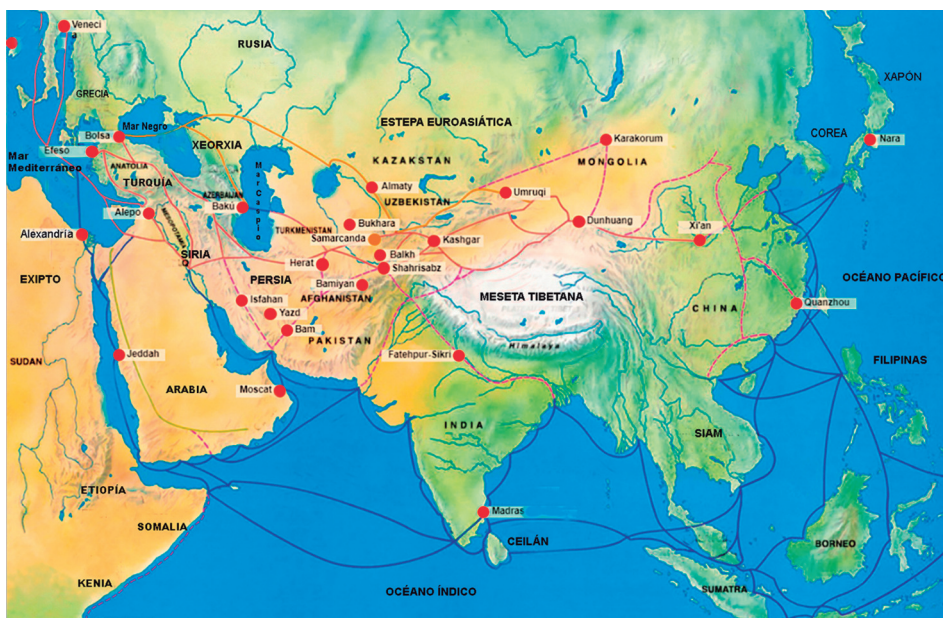 Veneci
a
RUSIA
GRECIA
XAPÓN
Mar Negro
Bolsa
ESTEPA EUROASIÁTICA
COREA
Karakorum
Nara
Efeso
XEORXIA
Mar
Mediterráneo
ANATOLIA
KAZAKSTAN
MONGOLIA
TURQUÍA
Mar Caspio
AZERBAIJAN
Almaty
Umruqi
UZBEKISTAN
Baku
Alepo
MESOPOTAMIA
Bukhara
Dunhuang
Xi'an
Alexandría
TURKMENISTAN
Samarcanda
Kashgar
SIRIA
Balkh
Herat
Shahrisabz
EXIPTO
PERSIA
Bamiyan
AFGHANISTAN
MESETA TIBETANA
OCÉANO PACÍFICO
Isfahan
Yazd
CHINA
Quanzhou
Bam
PAKISTAN
Himalaya
Jeddah
Fatehpur-Sikri
SUDAN
FILIPINAS
ARABIA
Moscat
INDIA
SIAM
ETIOPÍA
Madras
SOMALIA
CEILÁN
BORNEO
KENIA
OCÉANO ÍNDICO
SUMATRA